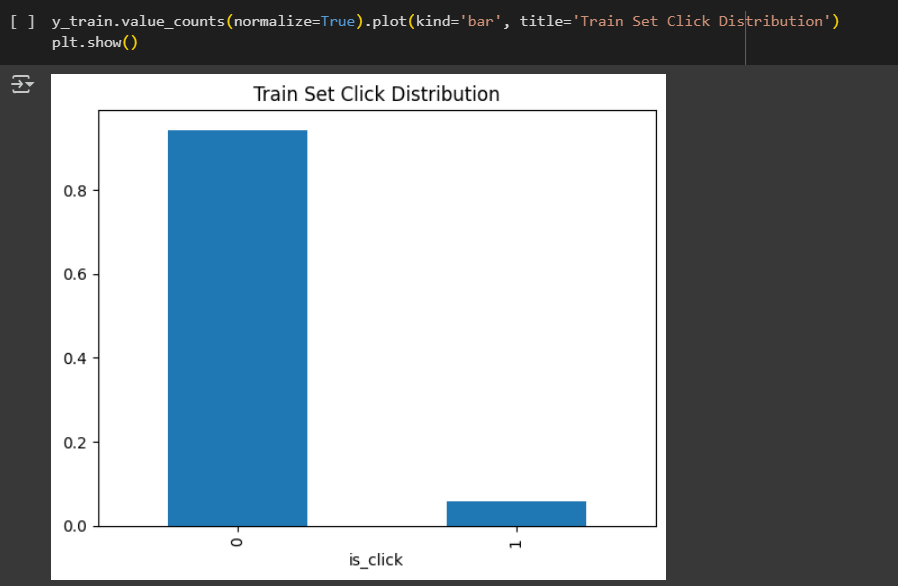 [ ] y_train.value_counts(normalize=True).plot(kind='bar', title='Train Set Click Distribution')
plt.show()
Train Set Click Distribution
0.8
0.6
0.4
0.2
0.0
0 1
is_click